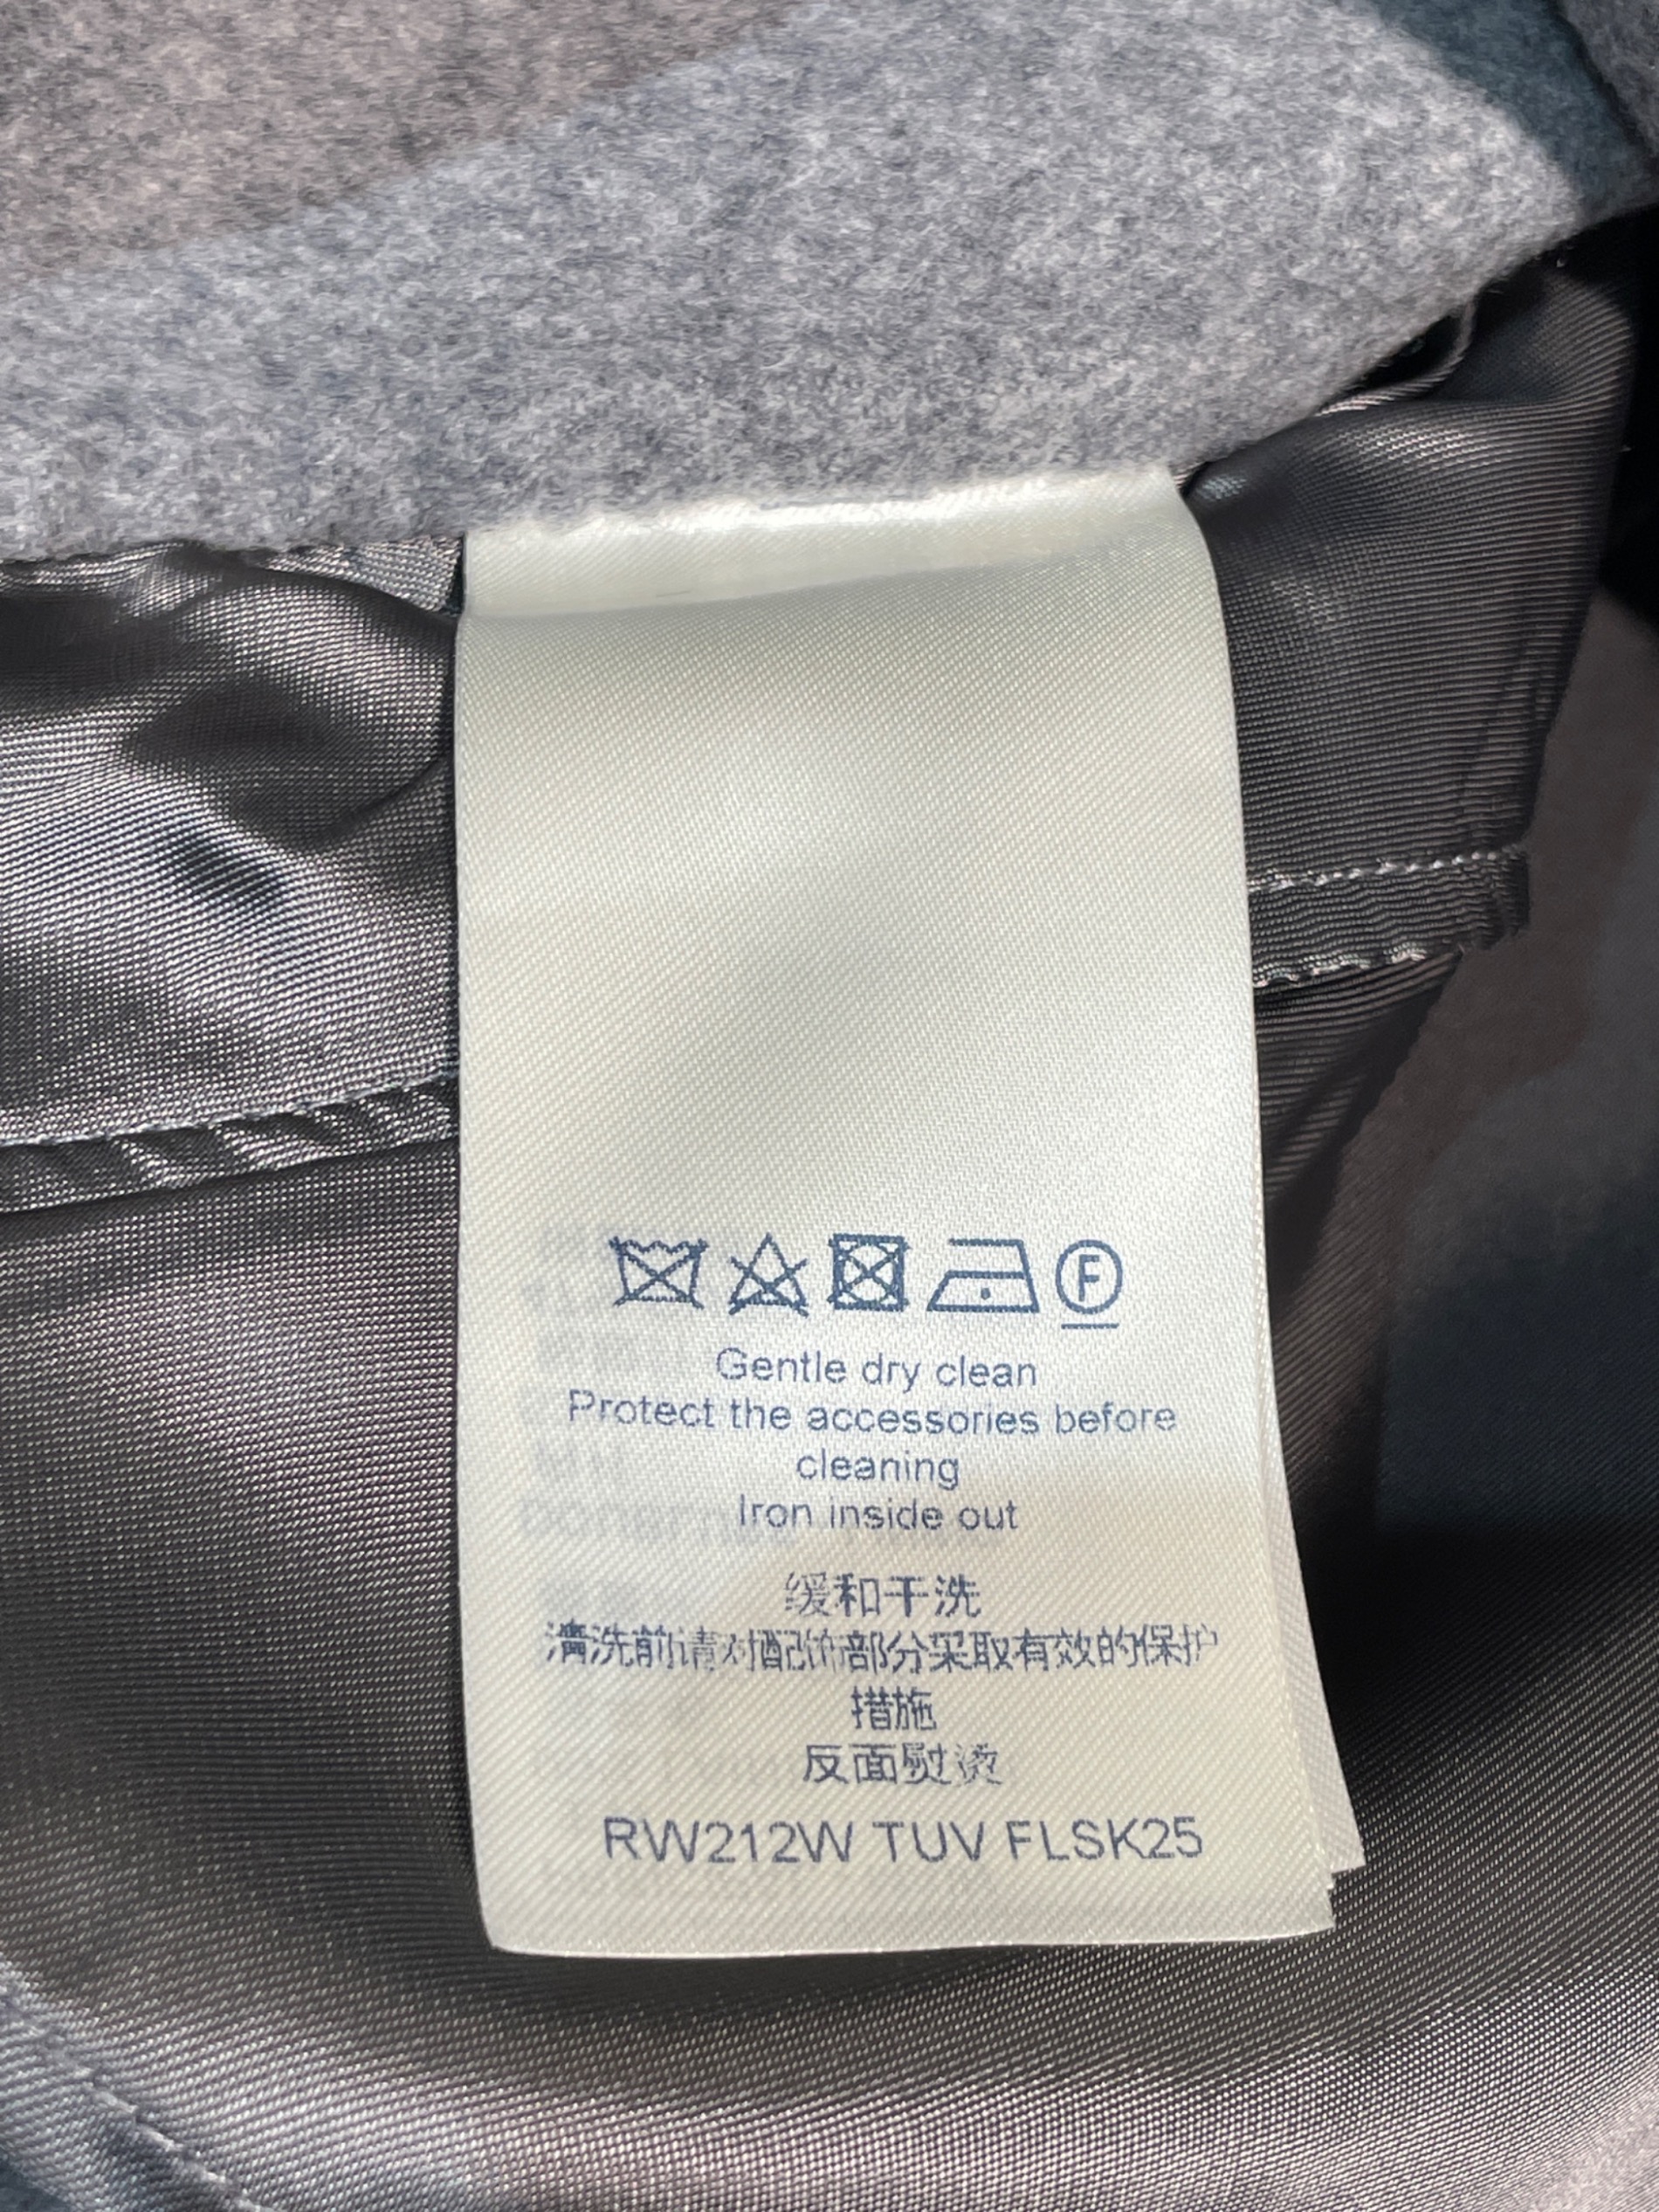 F
Gentle dry clean
Protect the accessories before
cleaning
Iron inside out
缓和干洗
清洗前请对配饰部分采取有效的保护
措施
反面熨烫
RW212W TUV FLSK25